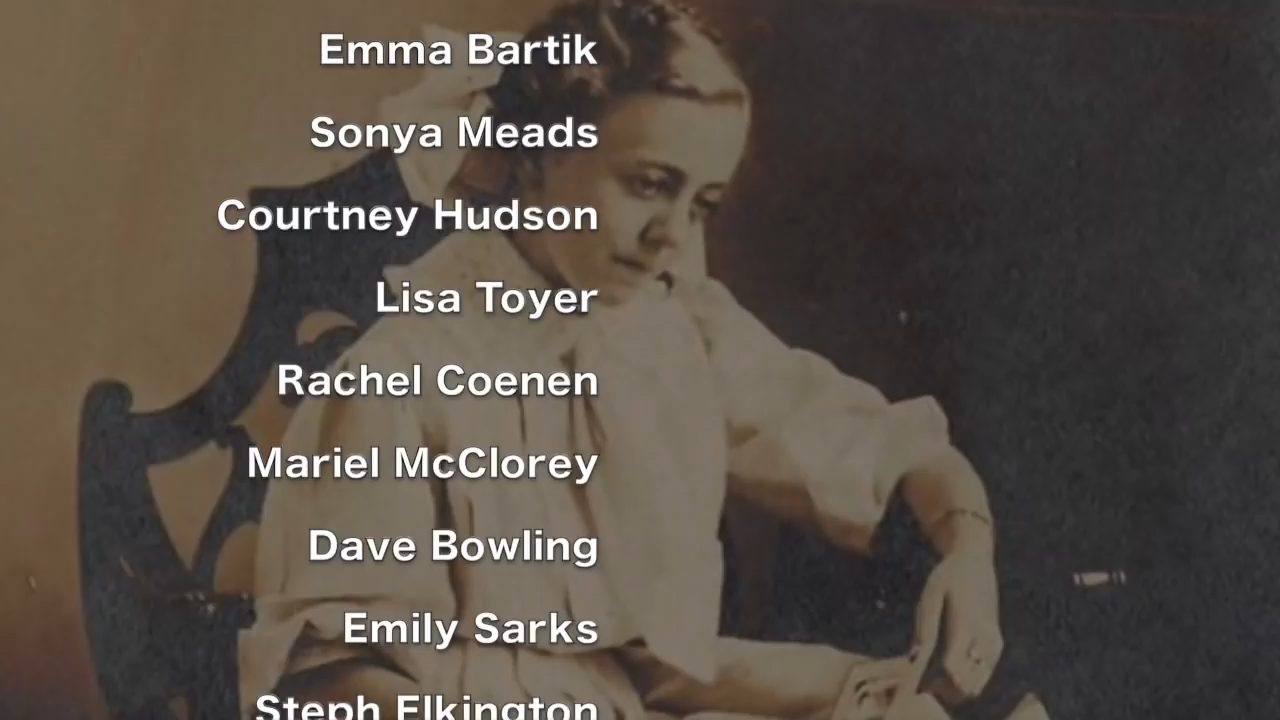 Emma Bartik
Sonya Meads
Courtney Hudson
Lisa Toyer
Rachel Coenen
Mariel McClorey
Dave Bowling
Emily Sarks
Steph Elkington